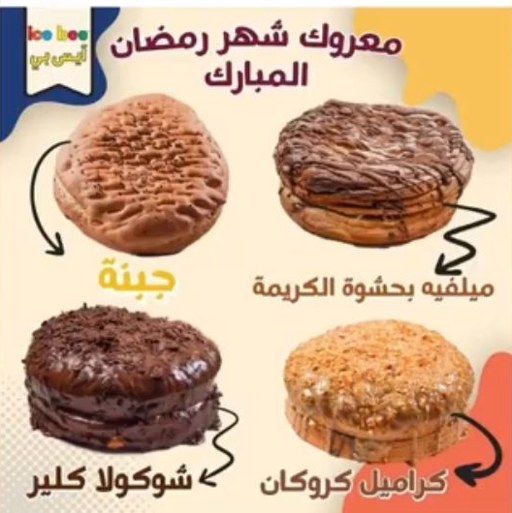 ice bee
آيس بي
معروك شهر رمضان
المبارك
جبنة
ميلفيه بحشوة الكريمة
شوكولا كلير
كراميل كروكان